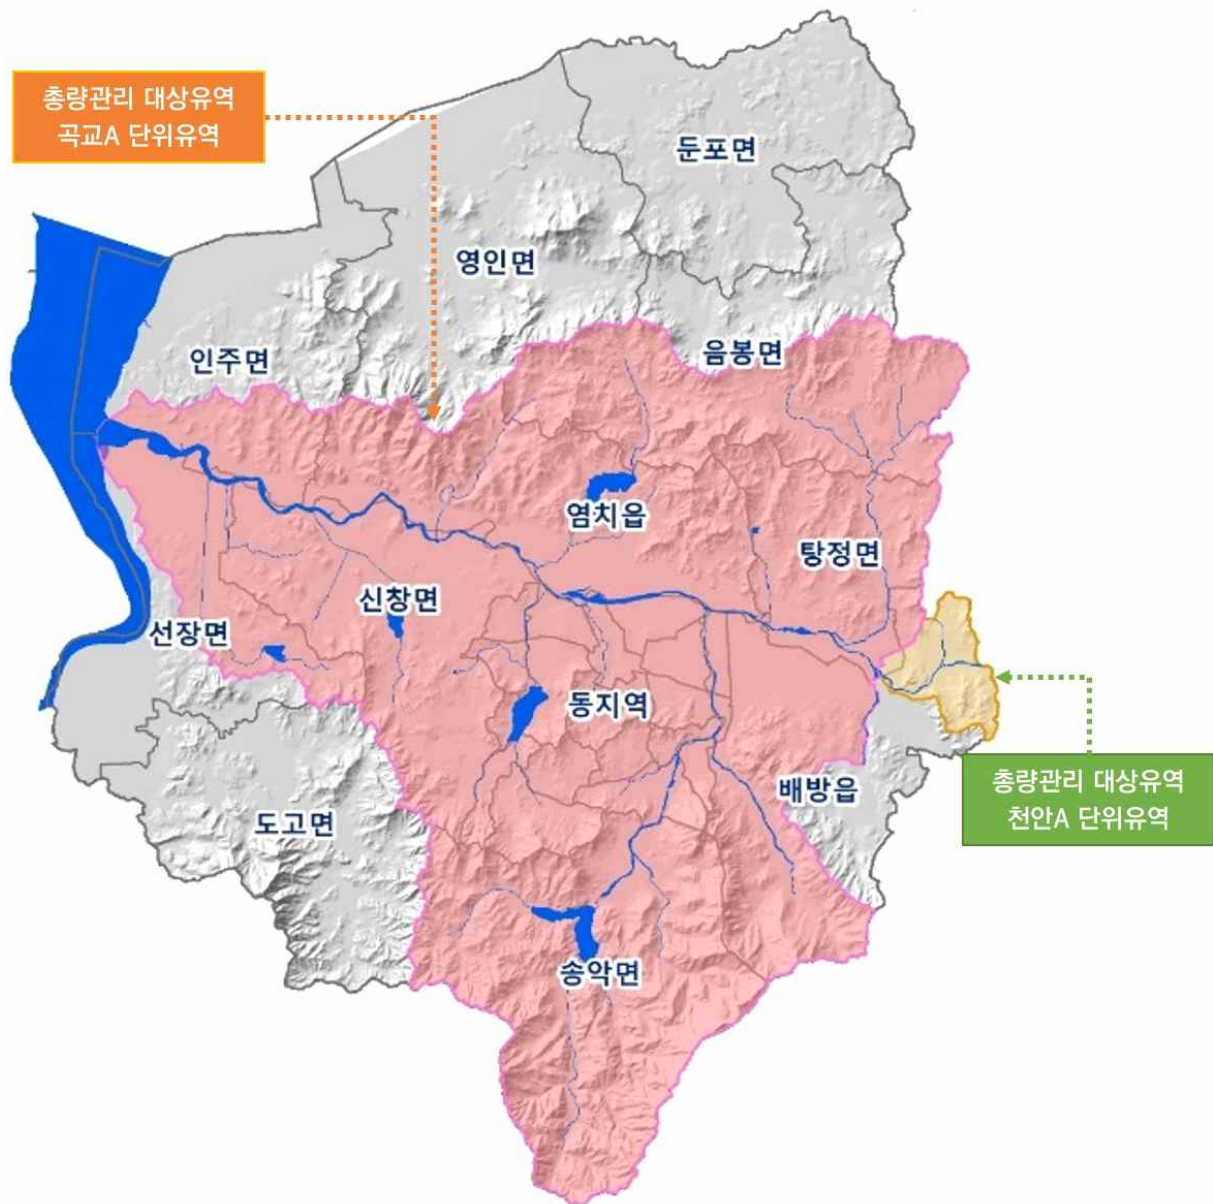 총량관리 대상유역
곡교A 단위유역
둔포면
영인면
인주면
음봉면
염치읍
탕정면
신창면
선장면
동지역
배방읍
총량관리 대상유역
천안A 단위유역
도고면
송악면